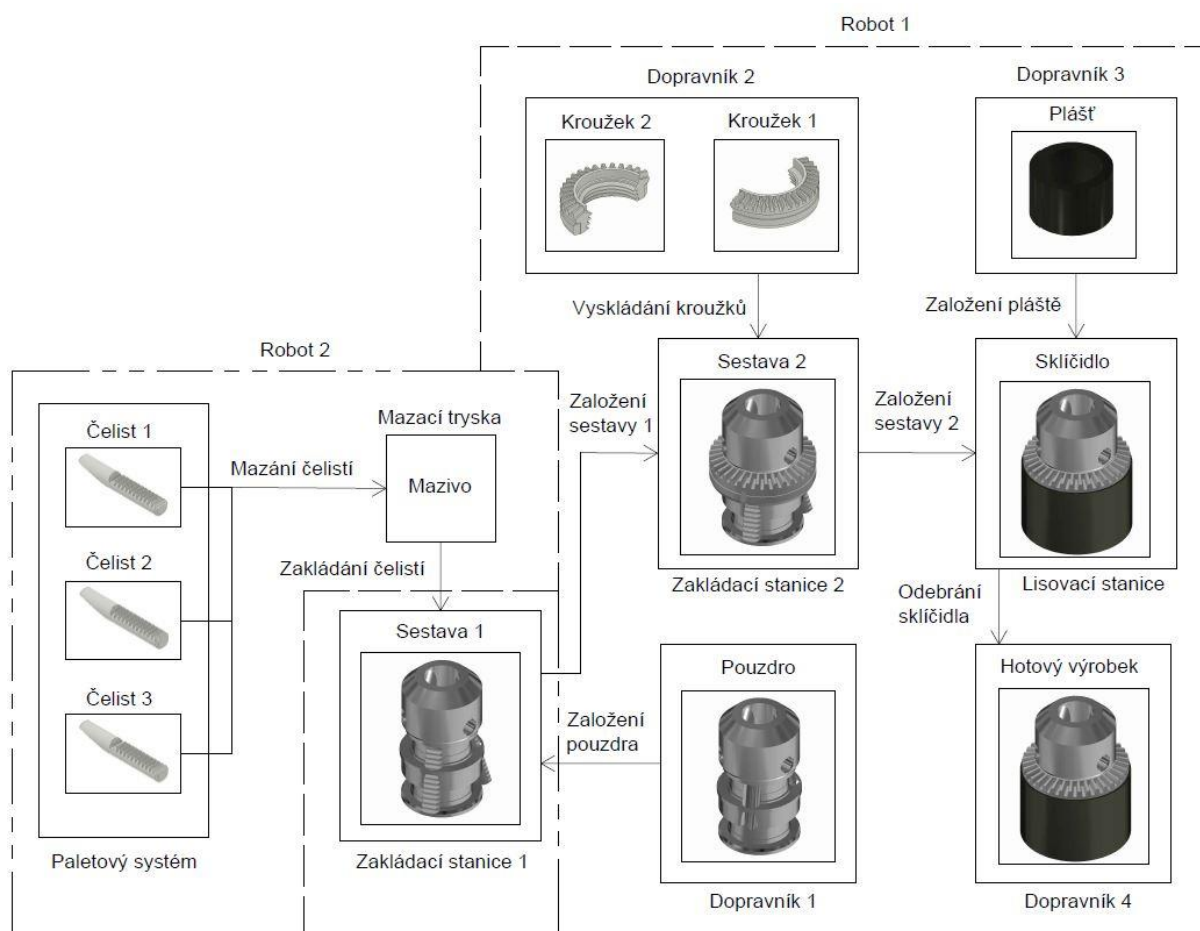 Robot 1
Dopravník 2
Dopravník 3
Kroužek 2
Kroužek 1
Plášť
Vyskládání kroužků
Založení pláště
Robot 2
Sestava 2
Sklíčidlo
Čelist 1
Mazací tryska
Založení
sestavy 1
Založení
sestavy 2
Mazání čelistí
Mazivo
Čelist 2
Zakládání čelistí
Zakládací stanice 2
Lisovací stanice
Odebrání
sklíčidla
Sestava 1
Pouzdro
Hotový výrobek
Čelist 3
Založení
pouzdra
Paletový systém
Zakládací stanice 1
Dopravník 1
Dopravník 4